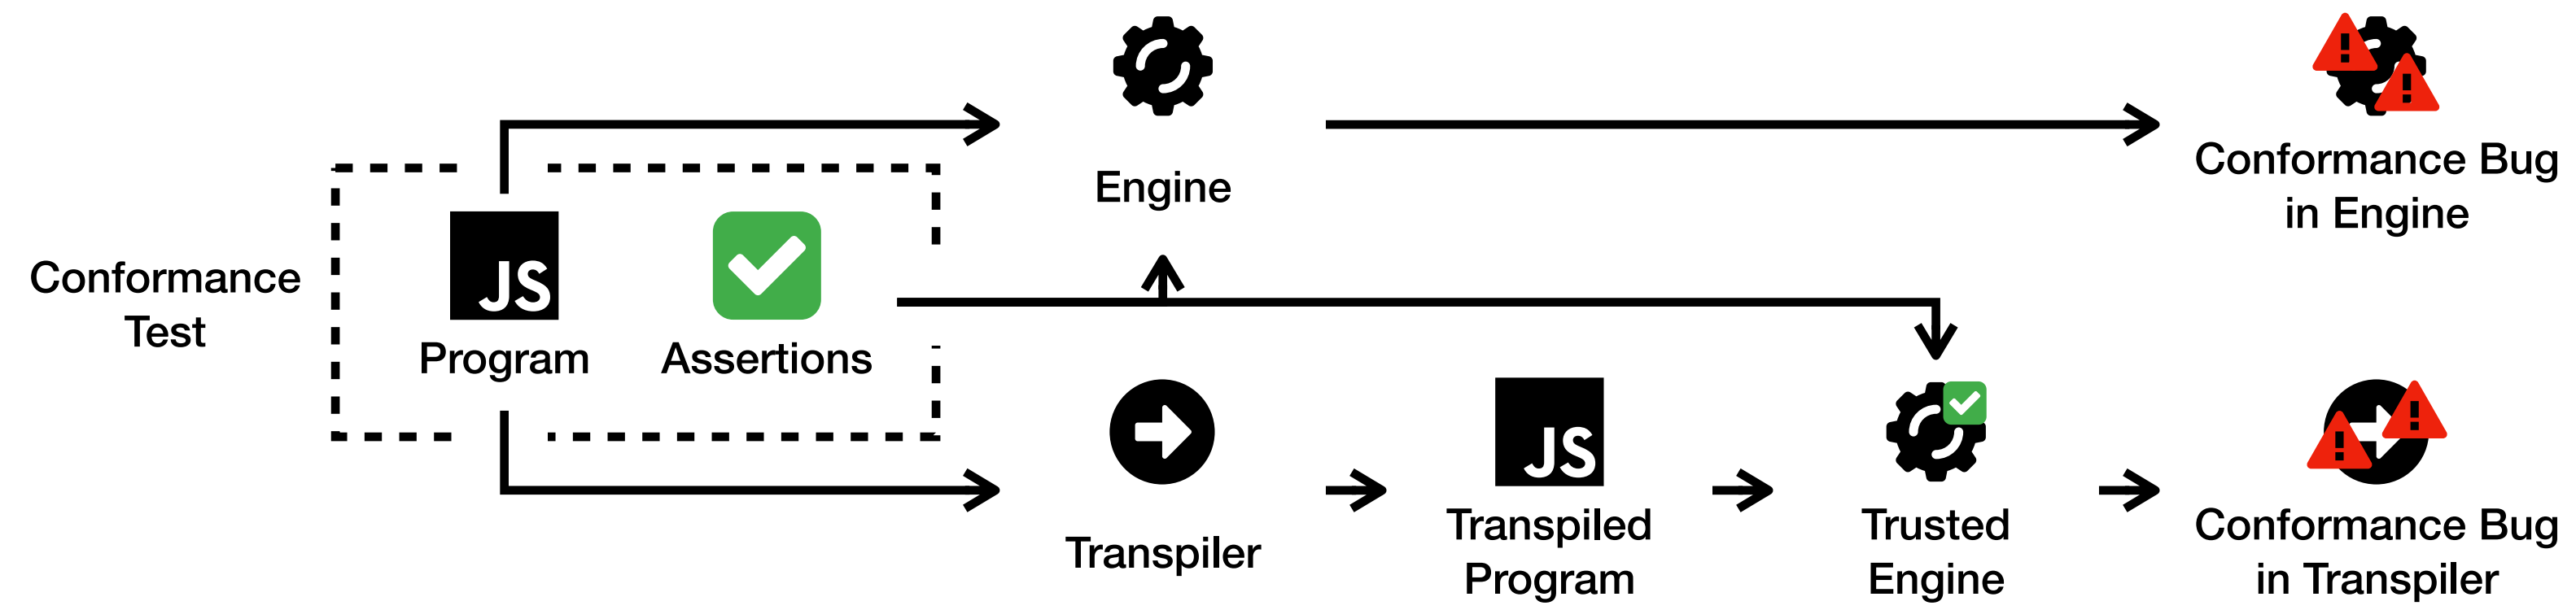 Conformance
Test
JS
Program
Assertions
Engine
Conformance Bug
in Engine
Transpiler
JS
Transpiled
Program
Trusted
Engine
Conformance Bug
in Transpiler